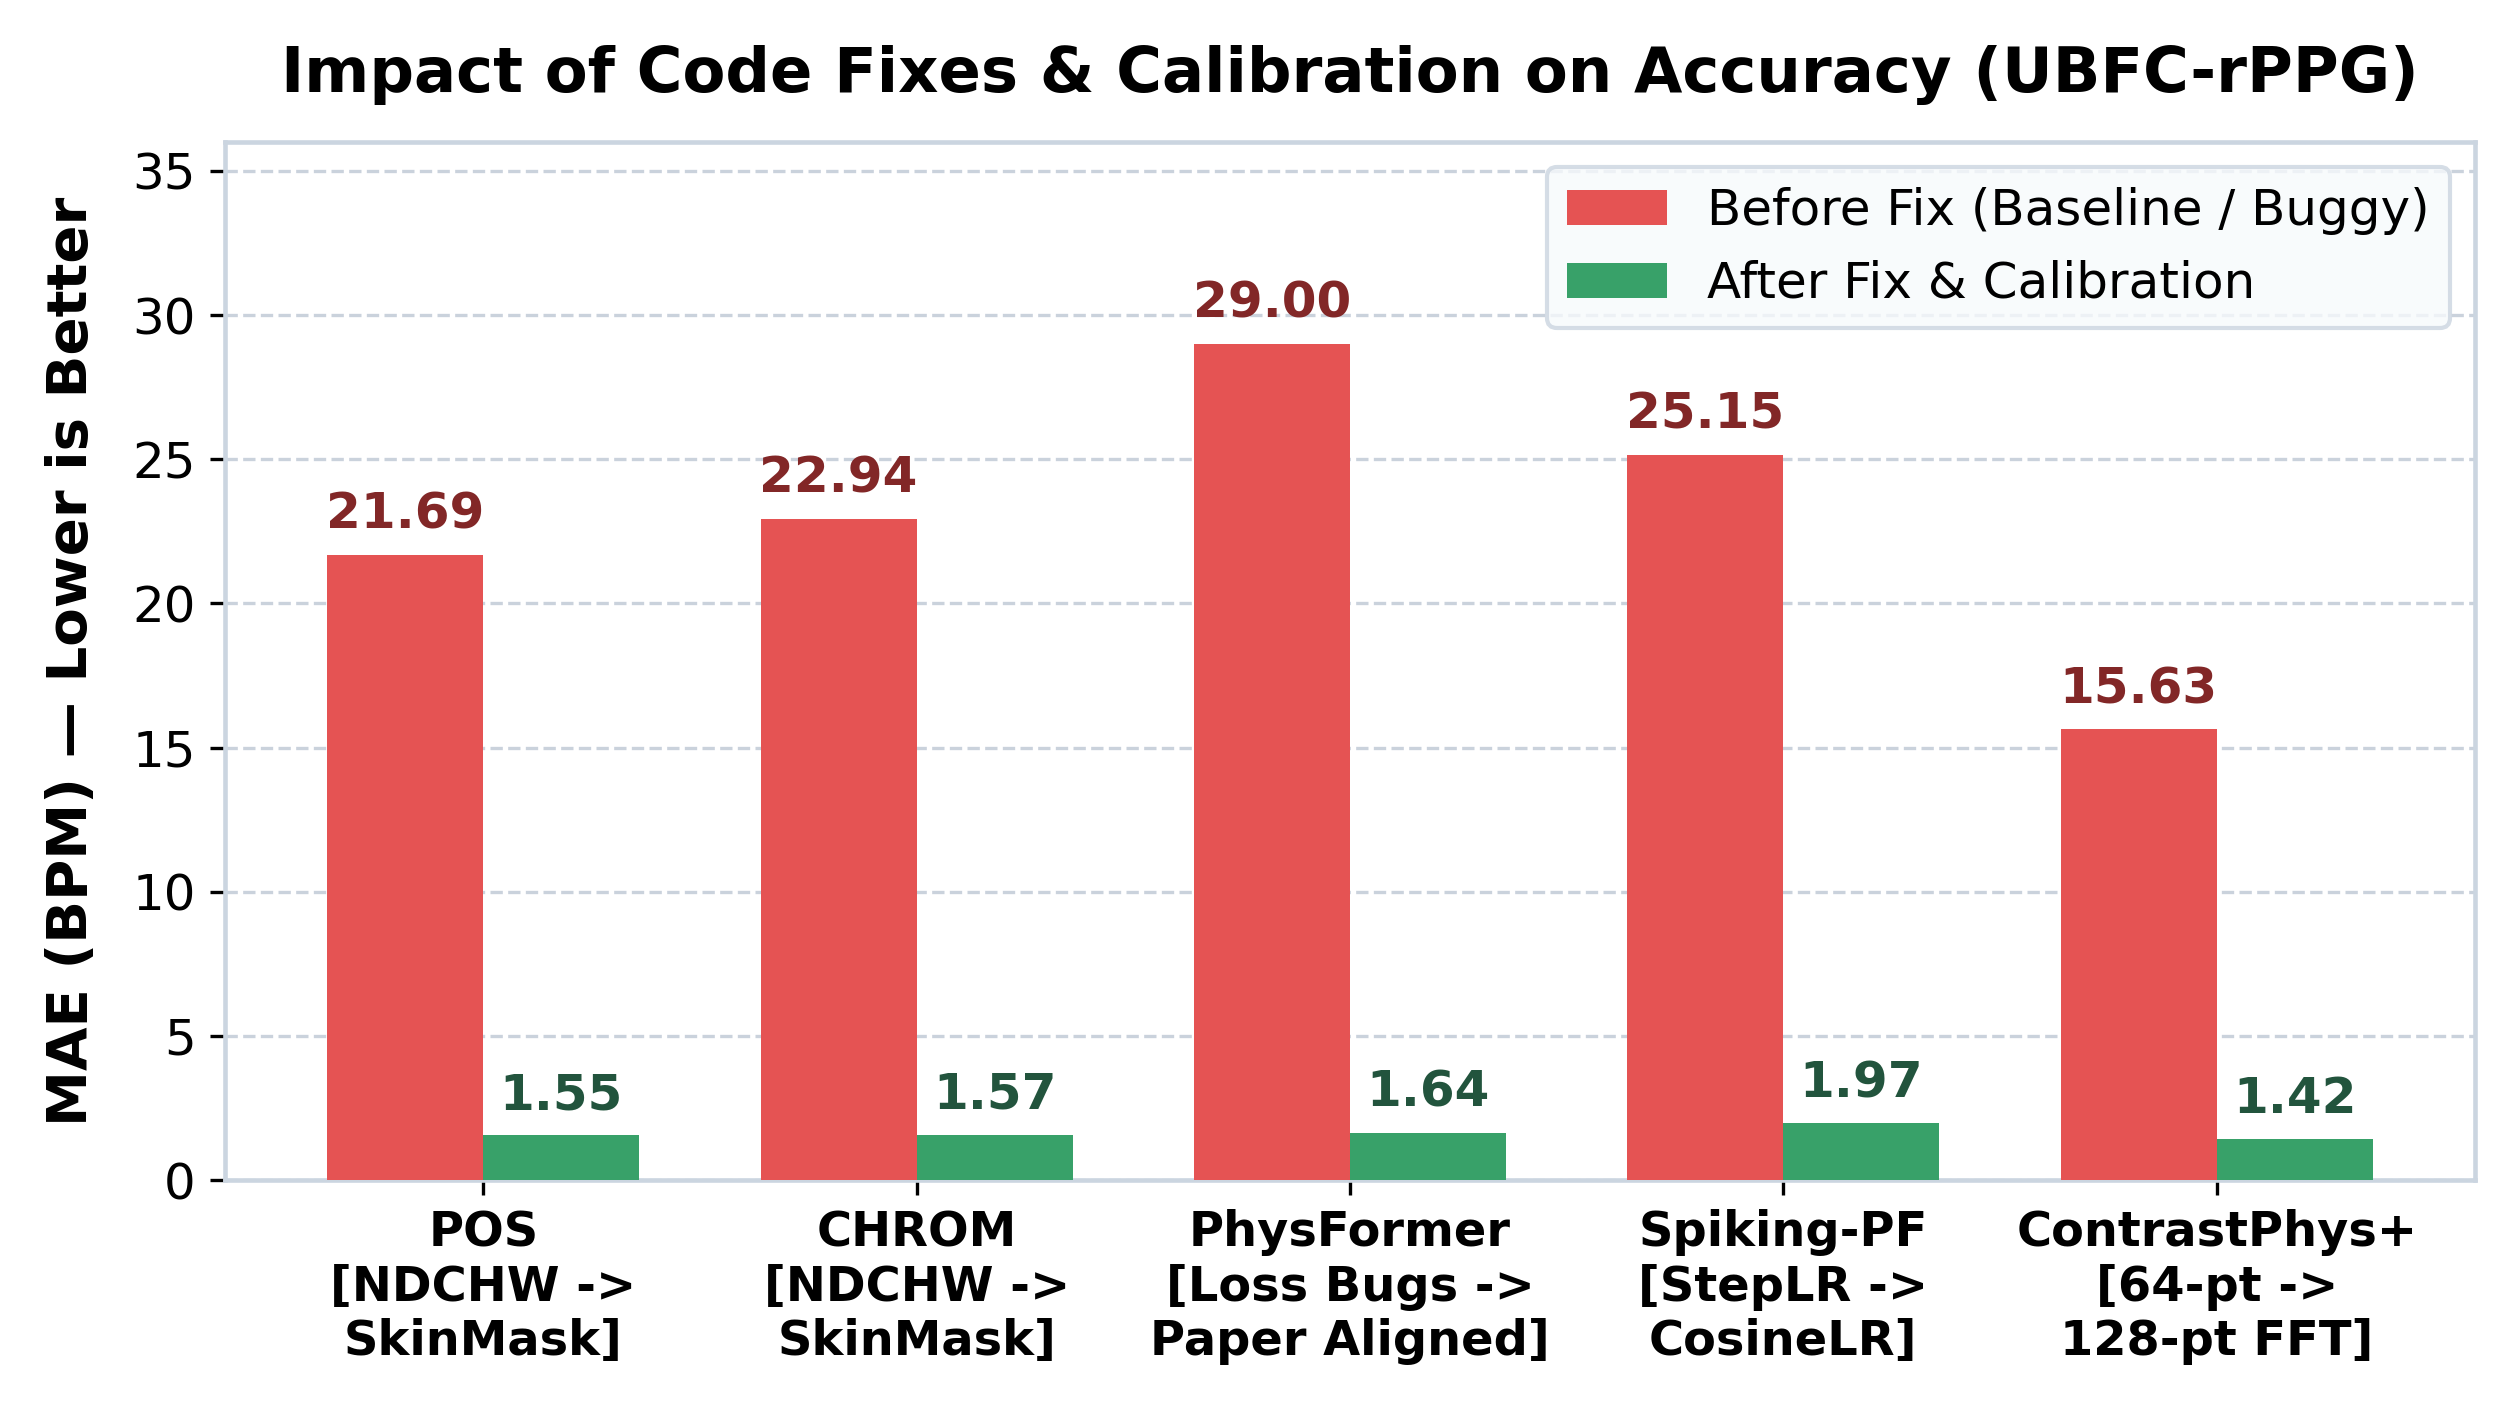 Impact of Code Fixes & Calibration on Accuracy (UBFC-rPPG)
MAE (BPM) — Lower is Better
35
30
25
20
15
10
5
0
Before Fix (Baseline / Buggy)
After Fix & Calibration
21.69
1.55
22.94
1.57
29.00
1.64
25.15
1.97
15.63
1.42
POS
[NDCHW ->
SkinMask]
CHROM
[NDCHW ->
SkinMask]
PhysFormer
[Loss Bugs ->
Paper Aligned]
Spiking-PF
[StepLR ->
CosineLR]
ContrastPhys+
[64-pt ->
128-pt FFT]